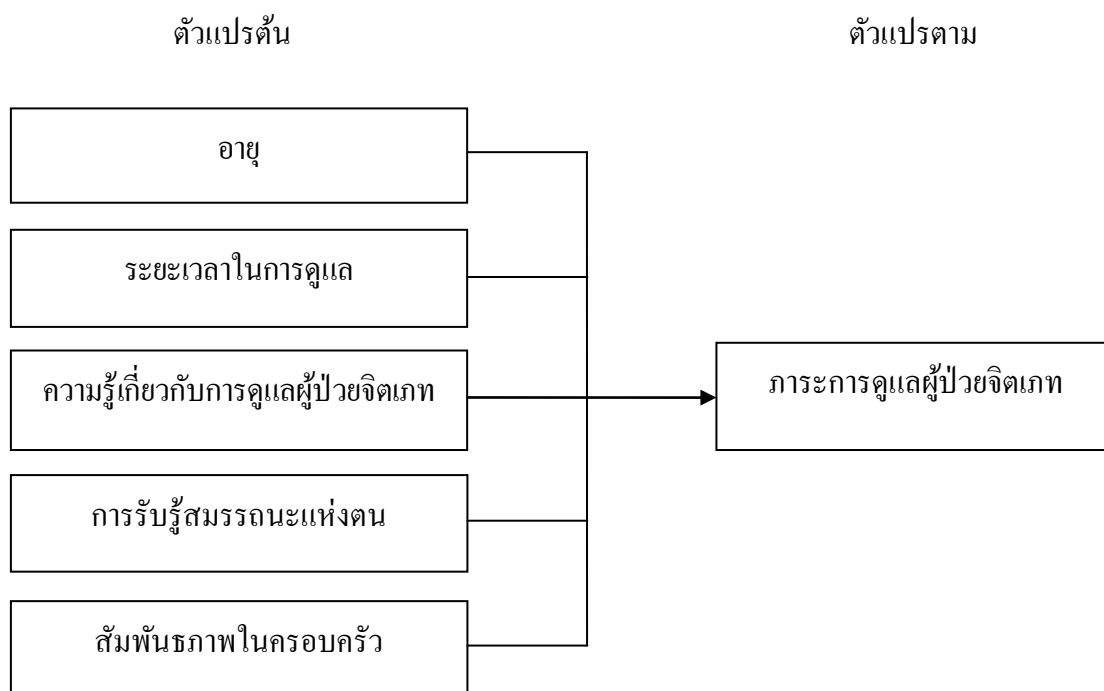 ตัวแปรต้น
ตัวแปรตาม
อายุ
ระยะเวลาในการดูแล
ความรู้เกี่ยวกับการดูแลผู้ป่วยจิตเภท
ภาระการดูแลผู้ป่วยจิตเภท
การรับรู้สมรรถนะแห่งตน
สัมพันธภาพในครอบครัว